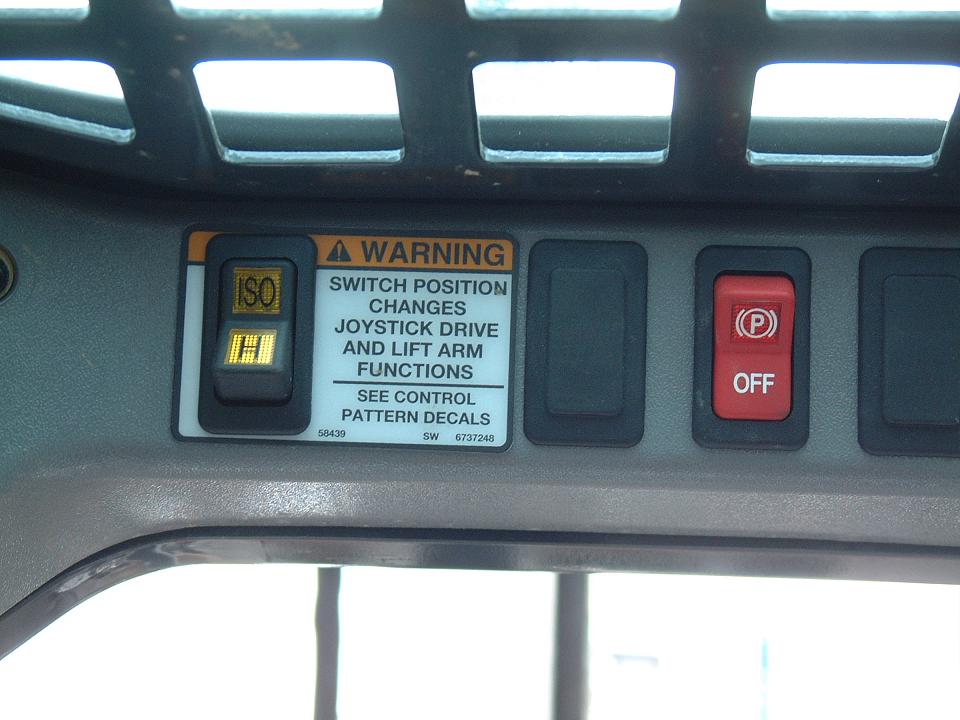 ISO
H
WARNING
SWITCH POSITION
CHANGES
JOYSTICK DRIVE
AND LIFT ARM
FUNCTIONS
SEE CONTROL
PATTERN DECALS
58439 SW 6737248
P
OFF